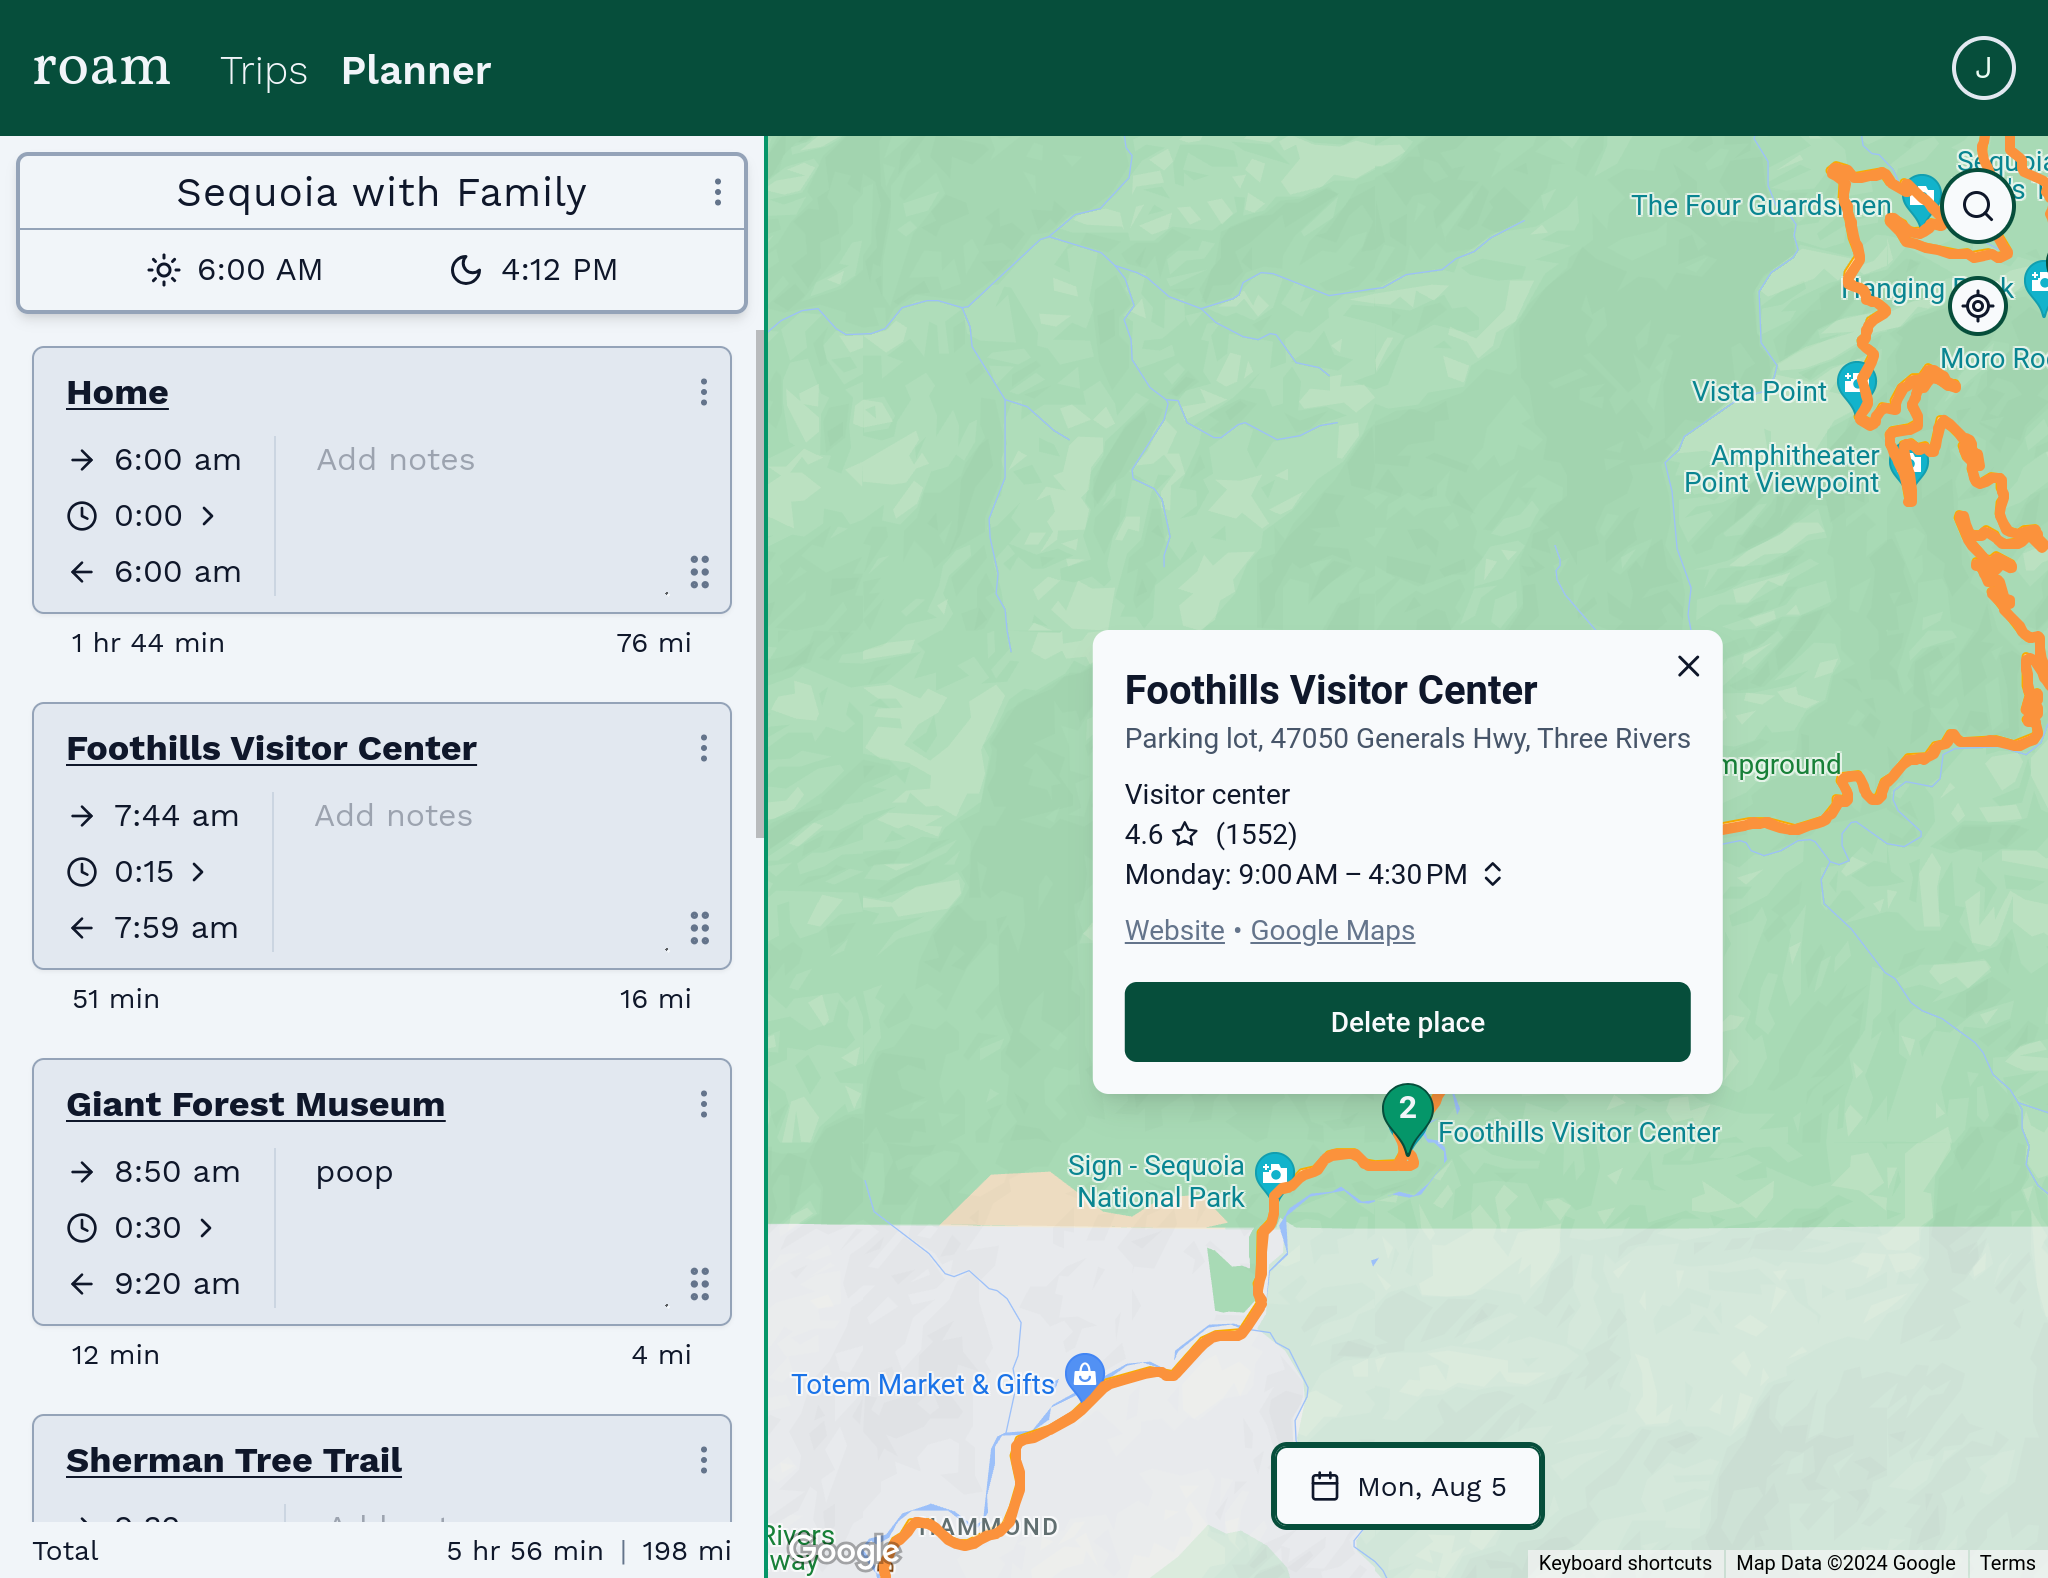 roam Trips Planner J
Sequoia with Family
6:00 AM 4:12 PM
Home
6:00 am Add notes
0:00
6:00 am
1 hr 44 min 76 mi
Foothills Visitor Center
7:44 am Add notes
0:15
7:59 am
51 min 16 mi
Giant Forest Museum
8:50 am poop
0:30
9:20 am
12 min 4 mi
Sherman Tree Trail
Total 5 hr 56 min | 198 mi
The Four Guardsmen
Hanging
Vista Point
Moro
Amphitheater
Point Viewpoint
Foothills Visitor Center
Parking lot, 47050 Generals Hwy, Three Rivers
Visitor center
4.6 (1552)
Monday: 9:00 AM – 4:30 PM
Website • Google Maps
Delete place
2
Foothills Visitor Center
Sign - Sequoia
National Park
Totem Market & Gifts
HAMMOND
Rivers
way
Google
Mon, Aug 5
Keyboard shortcuts Map Data ©2024 Google Terms